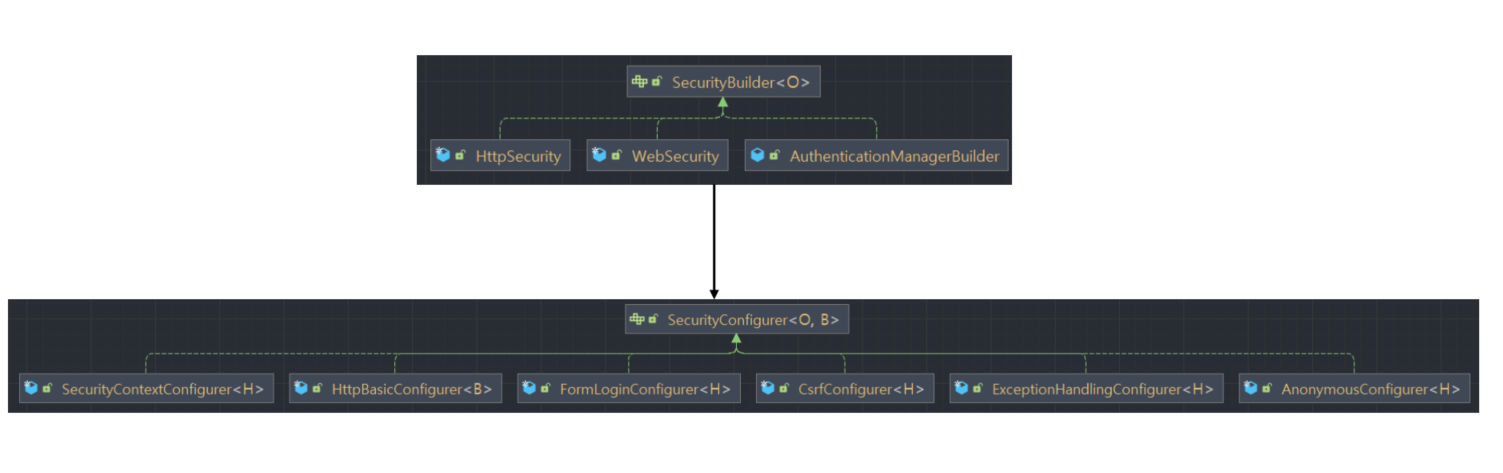 SecurityBuilder<O>
HttpSecurity
WebSecurity
AuthenticationManagerBuilder
SecurityConfigurer<O, B>
SecurityContextConfigurer<H>
HttpBasicConfigurer<B>
FormLoginConfigurer<H>
CsrfConfigurer<H>
ExceptionHandlingConfigurer<H>
AnonymousConfigurer<H>